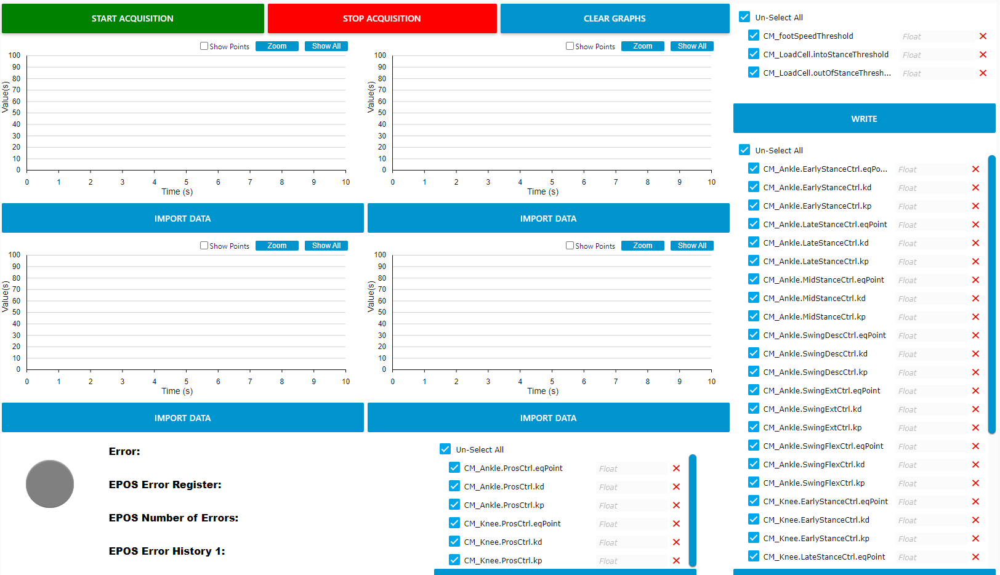 START ACQUISITION
STOP ACQUISITION
CLEAR GRAPHS
Show Points Zoom Show All
100
90
80
70
60
50
40
30
20
10
0
Value(s)
0 1 2 3 4 5 6 7 8 9 10
Time (s)
Show Points Zoom Show All
100
90
80
70
60
50
40
30
20
10
0
Value(s)
0 1 2 3 4 5 6 7 8 9 10
Time (s)
IMPORT DATA
IMPORT DATA
Show Points Zoom Show All
100
90
80
70
60
50
40
30
20
10
0
Value(s)
0 1 2 3 4 5 6 7 8 9 10
Time (s)
Show Points Zoom Show All
100
90
80
70
60
50
40
30
20
10
0
Value(s)
0 1 2 3 4 5 6 7 8 9 10
Time (s)
IMPORT DATA
IMPORT DATA
Error:
EPOS Error Register:
EPOS Number of Errors:
EPOS Error History 1:
Un-Select All
CM_Ankle.ProsCtrl.eqPoint Float
CM_Ankle.ProsCtrl.kd Float
CM_Ankle.ProsCtrl.kp Float
CM_Knee.ProsCtrl.eqPoint Float
CM_Knee.ProsCtrl.kd Float
CM_Knee.ProsCtrl.kp Float
Un-Select All
CM_footSpeedThreshold Float
CM_LoadCell.intoStanceThreshold Float
CM_LoadCell.outOfStanceThresh... Float
WRITE
Un-Select All
CM_Ankle.EarlyStanceCtrl.eqPo... Float
CM_Ankle.EarlyStanceCtrl.kd Float
CM_Ankle.EarlyStanceCtrl.kp Float
CM_Ankle.LateStanceCtrl.eqPoint Float
CM_Ankle.LateStanceCtrl.kd Float
CM_Ankle.LateStanceCtrl.kp Float
CM_Ankle.MidStanceCtrl.eqPoint Float
CM_Ankle.MidStanceCtrl.kd Float
CM_Ankle.MidStanceCtrl.kp Float
CM_Ankle.SwingDescCtrl.eqPoint Float
CM_Ankle.SwingDescCtrl.kd Float
CM_Ankle.SwingDescCtrl.kp Float
CM_Ankle.SwingExtCtrl.eqPoint Float
CM_Ankle.SwingExtCtrl.kd Float
CM_Ankle.SwingExtCtrl.kp Float
CM_Ankle.SwingFlexCtrl.eqPoint Float
CM_Ankle.SwingFlexCtrl.kd Float
CM_Ankle.SwingFlexCtrl.kp Float
CM_Knee.EarlyStanceCtrl.eqPoint Float
CM_Knee.EarlyStanceCtrl.kd Float
CM_Knee.EarlyStanceCtrl.kp Float
CM_Knee.LateStanceCtrl.eqPoint Float